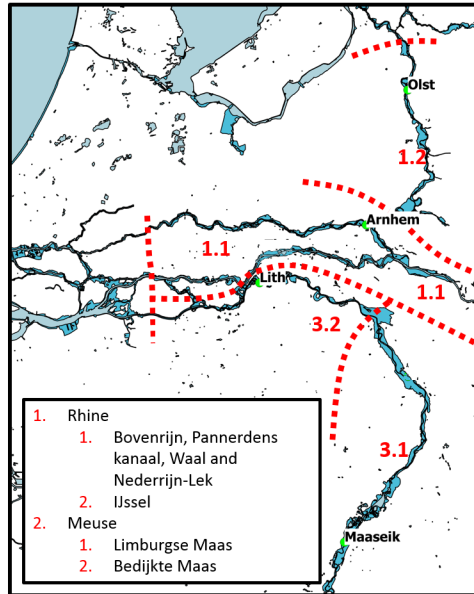 Olst
1.2
Arnhem
1.1
Lith
1.1
3.2
3.1
1. Rhine
1. Bovenrijn, Pannerdens
kanaal, Waal and
Nederrijn-Lek
2. IJssel
2. Meuse
1. Limburgse Maas
2. Bedijkte Maas
Maaseik